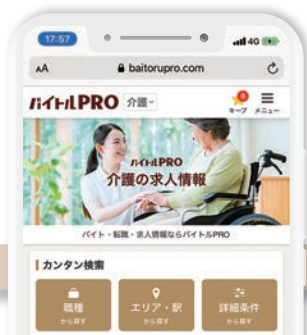 17:57 4G
AA baitorupro.com
バイトルPRO 介護 0 キープ メニュー
バイトルPRO
介護の求人情報
バイト・転職・求人情報ならバイトルPRO
カンタン検索
職種 エリア・駅 詳細条件
から探す から探す から探す